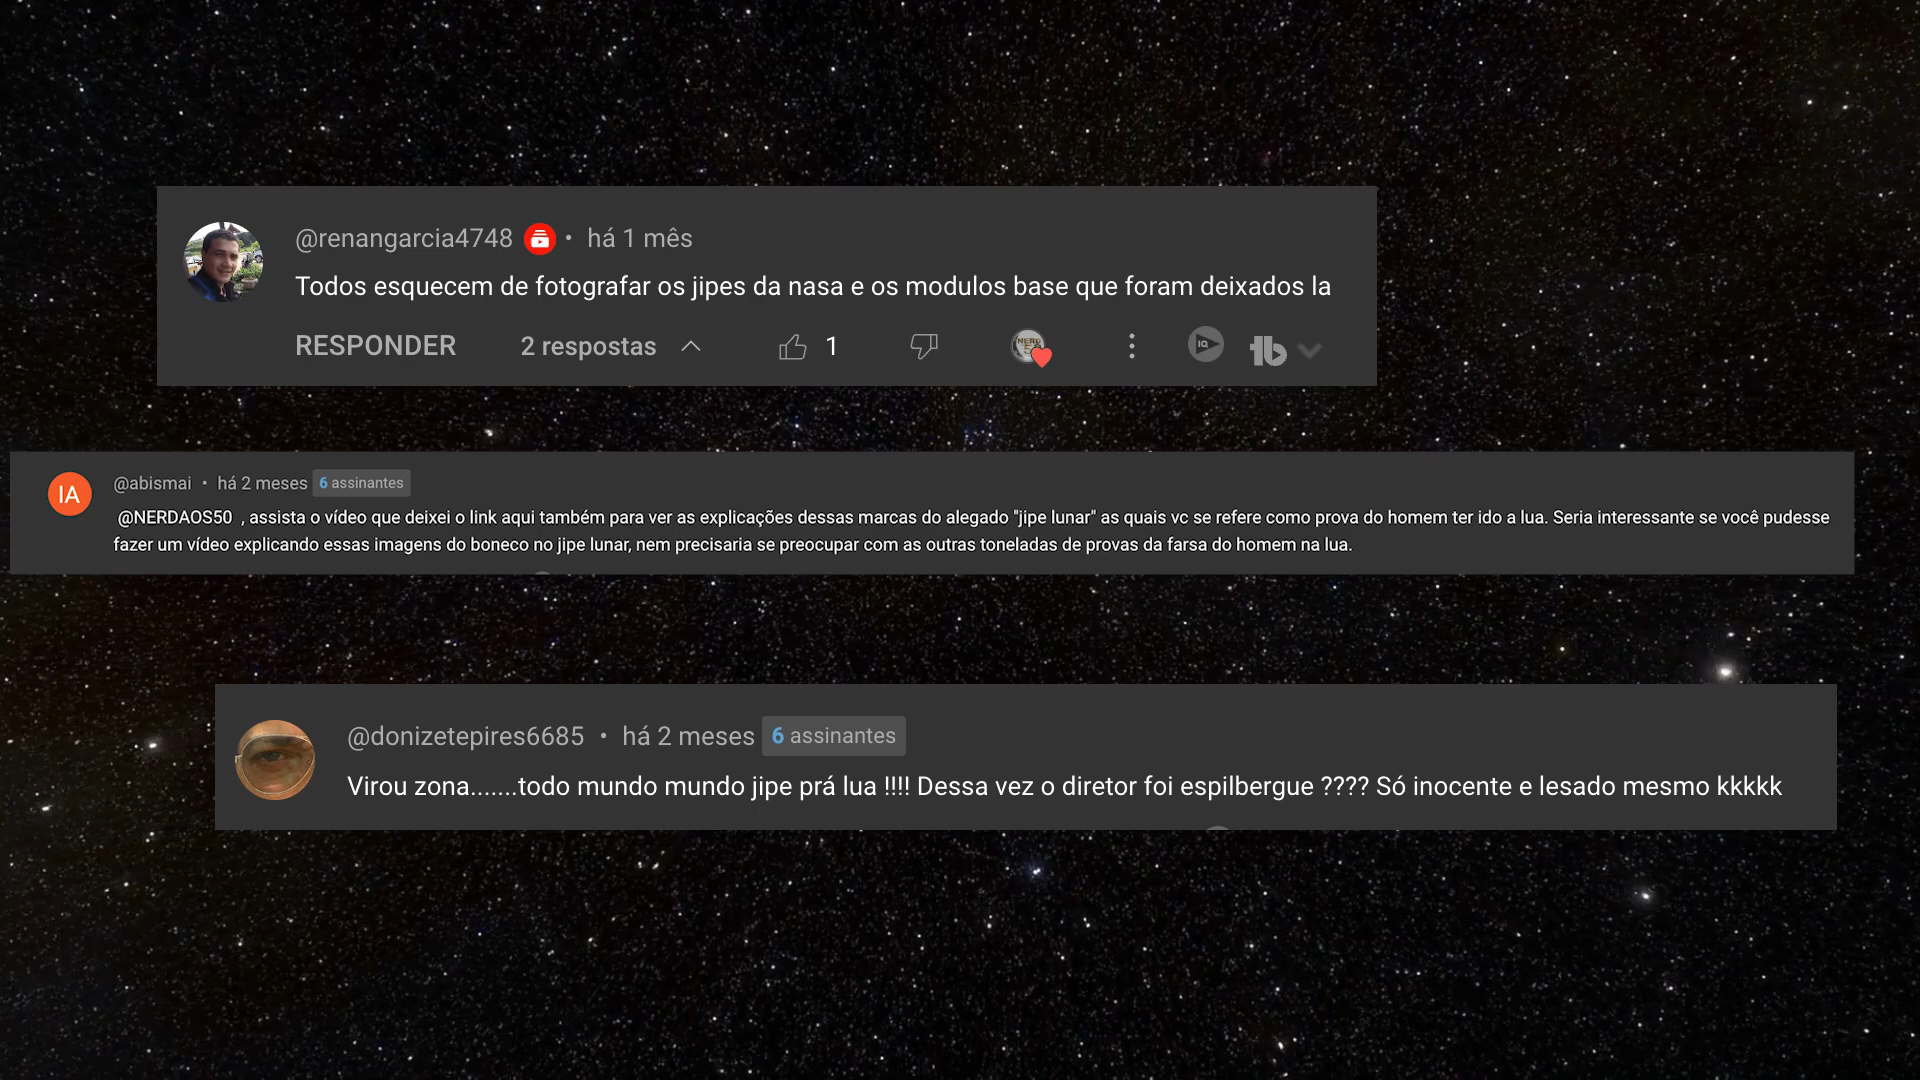 @renangarcia4748 • há 1 mês
Todos esquecem de fotografar os jipes da nasa e os modulos base que foram deixados la
RESPONDER 2 respostas 1 NERD IQ tb
IA @abismai • há 2 meses 6 assinantes
@NERDAOS50 , assista o vídeo que deixei o link aqui também para ver as explicações dessas marcas do alegado "jipe lunar" as quais vc se refere como prova do homem ter ido a lua. Seria interessante se você pudesse
fazer um vídeo explicando essas imagens do boneco no jipe lunar, nem precisaria se preocupar com as outras toneladas de provas da farsa do homem na lua.
@donizetepires6685 • há 2 meses 6 assinantes
Virou zona.......todo mundo mundo jipe prá lua !!!! Dessa vez o diretor foi espilbergue ???? Só inocente e lesado mesmo kkkkk